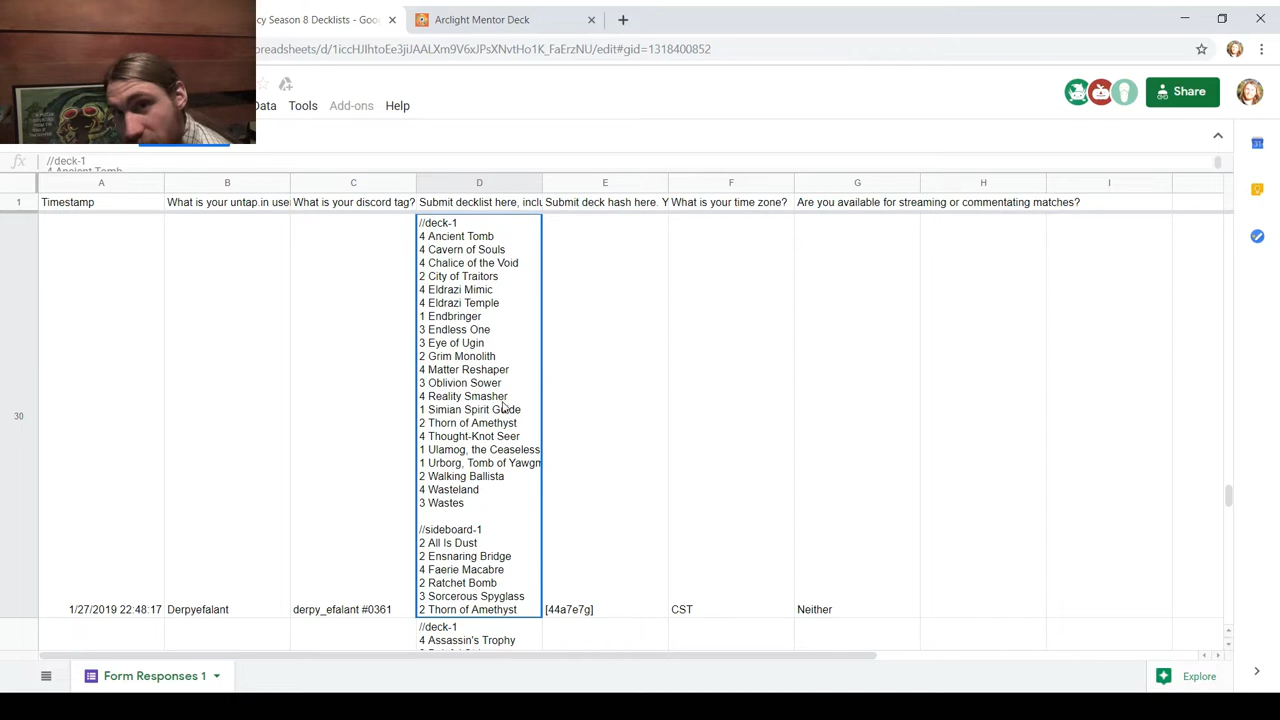 cy Season 8 Decklists - Goo
Arclight Mentor Deck
preadsheets/d/1iccHJIhtoEe3jiJAALXm9V6xJPsXNvtHo1K_FaErzNU/edit#gid=1318400852
Data Tools Add-ons Help
Share
fx //deck-1
4 Ancient Tomb
A B C D E F G H I
1 Timestamp What is your untap.in user What is your discord tag? Submit decklist here, inclu Submit deck hash here. Y What is your time zone? Are you available for streaming or commentating matches?
//deck-1
4 Ancient Tomb
4 Cavern of Souls
4 Chalice of the Void
2 City of Traitors
4 Eldrazi Mimic
4 Eldrazi Temple
1 Endbringer
3 Endless One
3 Eye of Ugin
2 Grim Monolith
4 Matter Reshaper
3 Oblivion Sower
4 Reality Smasher
1 Simian Spirit Guide
2 Thorn of Amethyst
4 Thought-Knot Seer
1 Ulamog, the Ceaseless
1 Urborg, Tomb of Yawgm
2 Walking Ballista
4 Wasteland
3 Wastes
//sideboard-1
2 All Is Dust
2 Ensnaring Bridge
4 Faerie Macabre
2 Ratchet Bomb
3 Sorcerous Spyglass
2 Thorn of Amethyst
30
1/27/2019 22:48:17 Derpyefalant derpy_efalant #0361 [44a7e7g] CST Neither
//deck-1
4 Assassin's Trophy
Form Responses 1
Explore